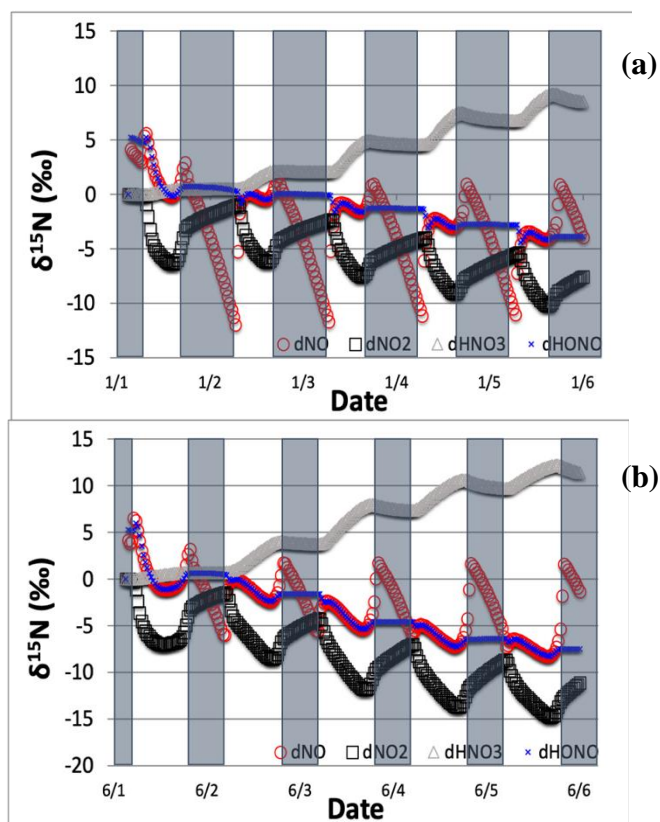 (a)
15
10
5
0
-5
-10
-15
δ¹⁵N (‰)
dNO dNO2 dHNO3 dHONO
1/1 1/2 1/3 1/4 1/5 1/6
Date
(b)
15
10
5
0
-5
-10
-15
-20
δ¹⁵N (‰)
dNO dNO2 dHNO3 dHONO
6/1 6/2 6/3 6/4 6/5 6/6
Date